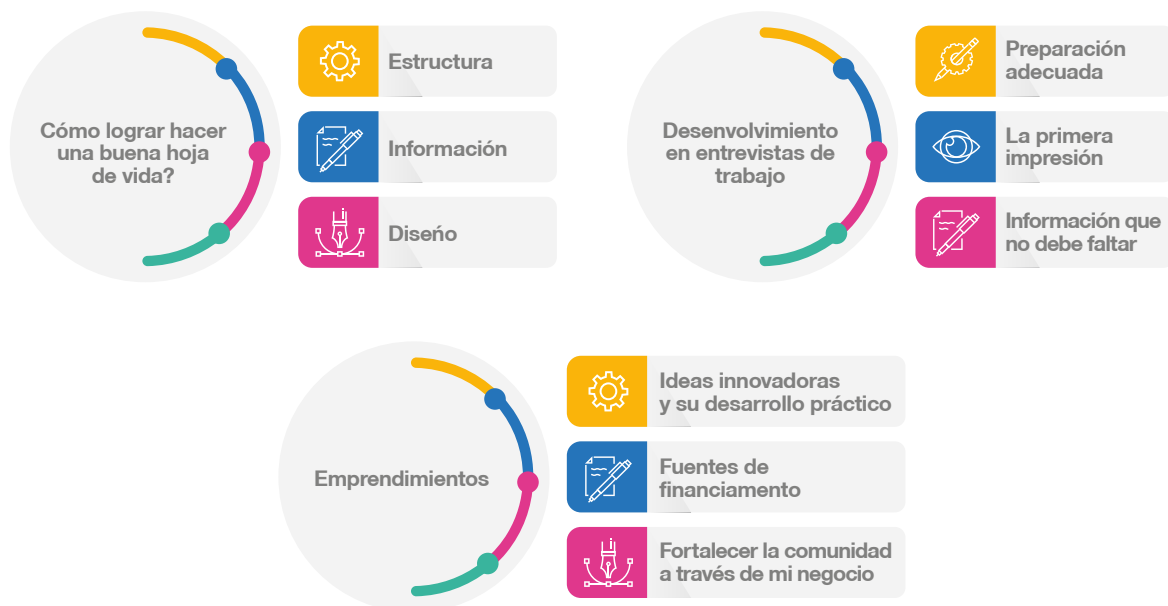 Cómo lograr hacer
una buena hoja
de vida?
Estructura
Información
Diseño
Desenvolvimiento
en entrevistas de
trabajo
Preparación
adecuada
La primera
impresión
Información que
no debe faltar
Emprendimientos
Ideas innovadoras
y su desarrollo práctico
Fuentes de
financiamento
Fortalecer la comunidad
a través de mi negocio